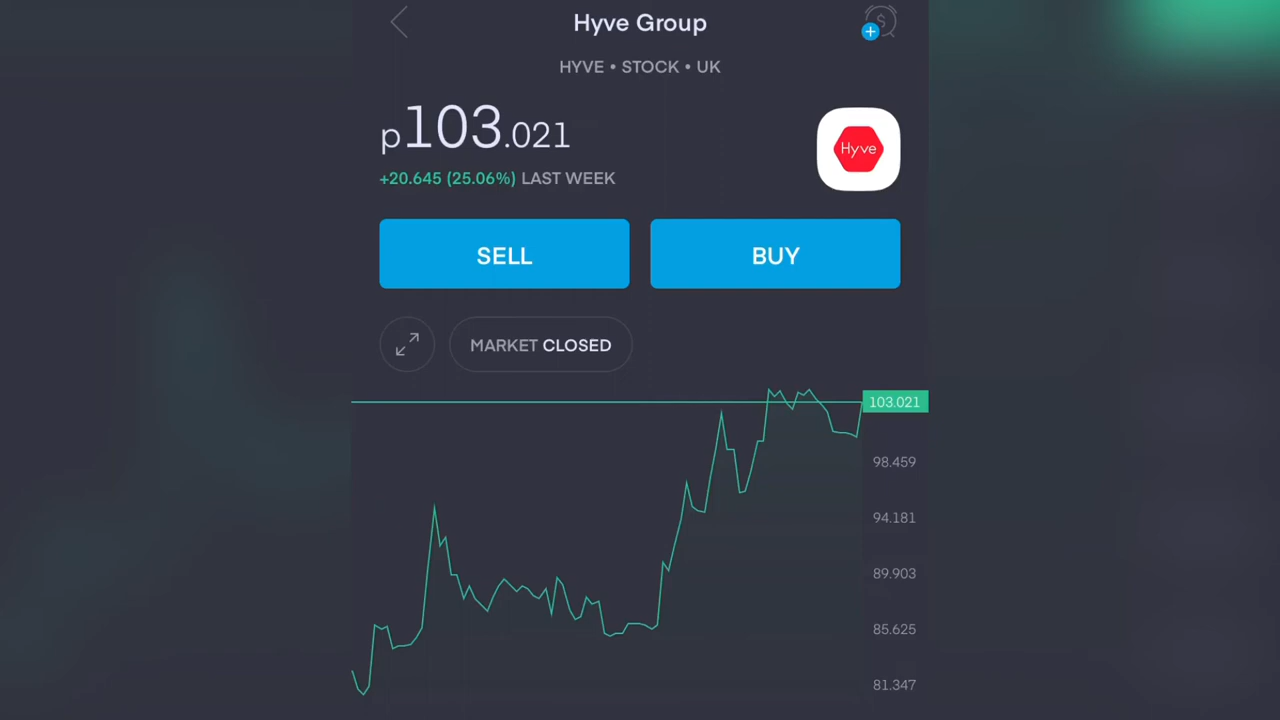 Hyve Group
HYVE • STOCK • UK
p103.021
+20.645 (25.06%) LAST WEEK
Hyve
SELL
BUY
MARKET CLOSED
103.021
98.459
94.181
89.903
85.625
81.347